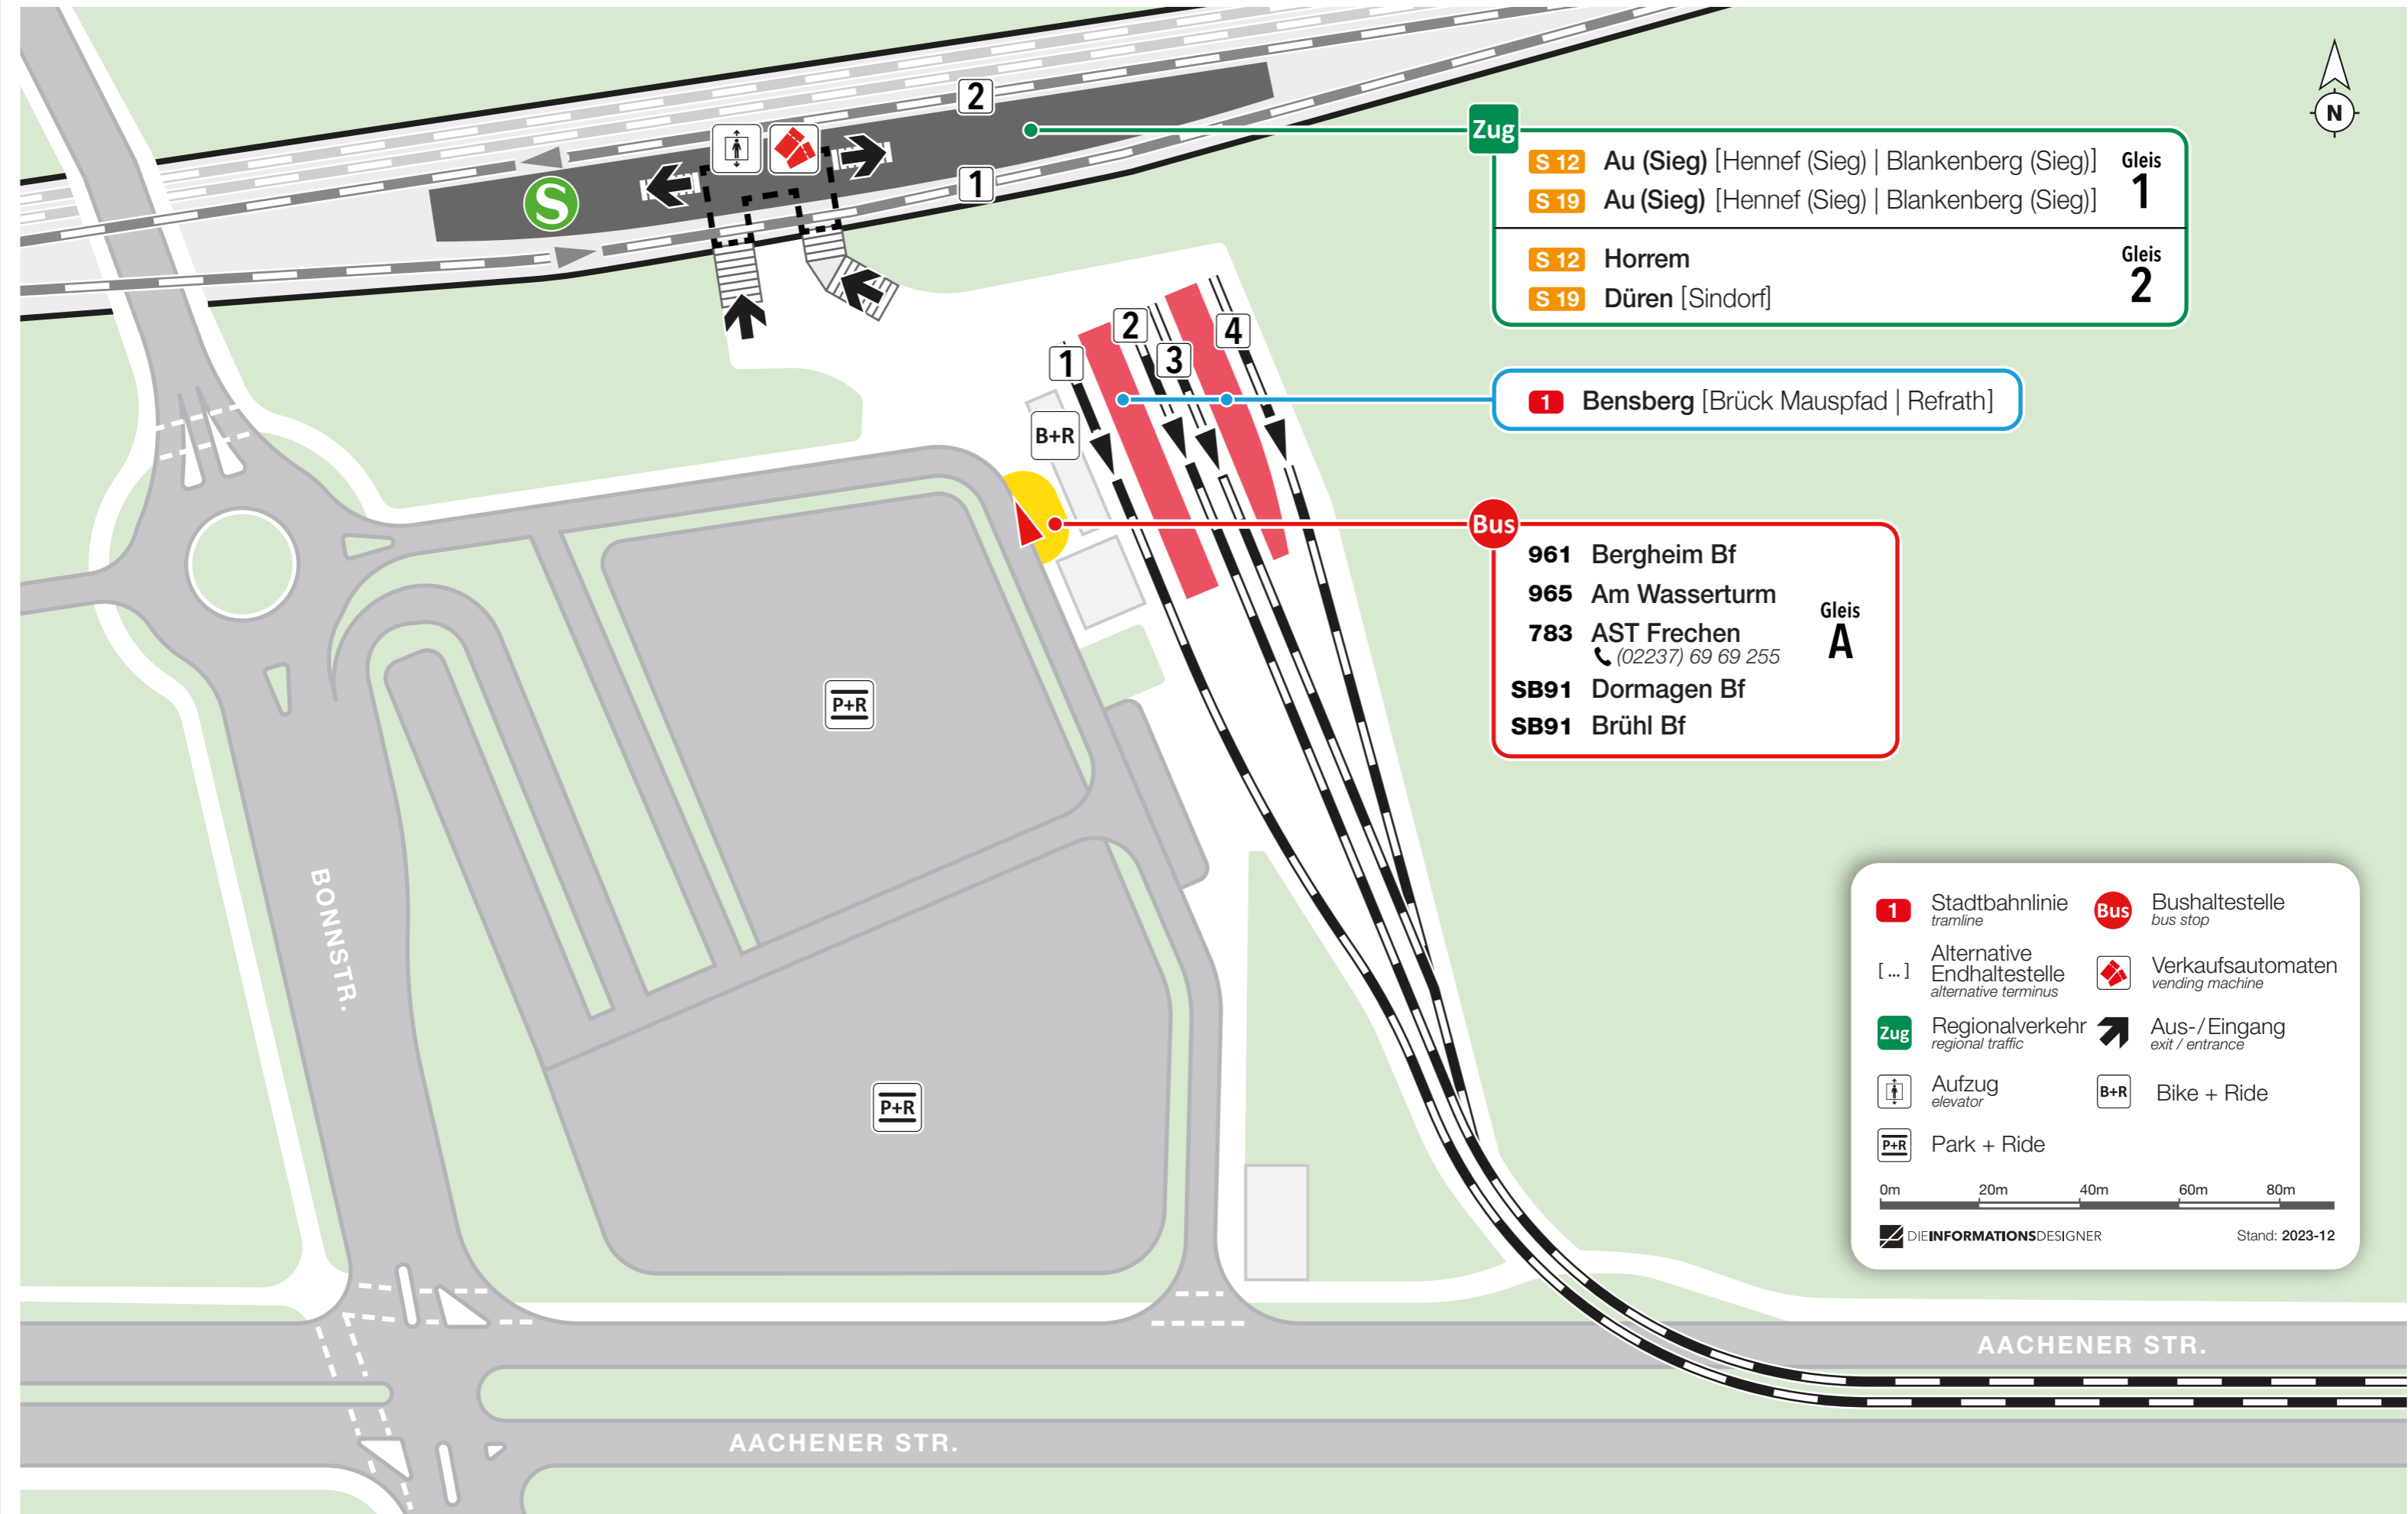 N
2
1
S
Zug
S 12 Au (Sieg) [Hennef (Sieg) | Blankenberg (Sieg)]
S 19 Au (Sieg) [Hennef (Sieg) | Blankenberg (Sieg)]
Gleis
1
S 12 Horrem
S 19 Düren [Sindorf]
Gleis
2
1
2
3
4
1 Bensberg [Brück Mauspfad | Refrath]
B+R
Bus
961 Bergheim Bf
965 Am Wasserturm
783 AST Frechen
(02237) 69 69 255
SB91 Dormagen Bf
SB91 Brühl Bf
Gleis
A
P+R
P+R
BONNSTR.
AACHENER STR.
AACHENER STR.
1 Stadtbahnlinie
tramline
[ ... ] Alternative
Endhaltestelle
alternative terminus
Zug Regionalverkehr
regional traffic
Aufzug
elevator
P+R Park + Ride
Bus Bushaltestelle
bus stop
Verkaufsautomaten
vending machine
Aus-/Eingang
exit / entrance
B+R Bike + Ride
0m 20m 40m 60m 80m
DIEINFORMATIONSDESIGNER
Stand: 2023-12